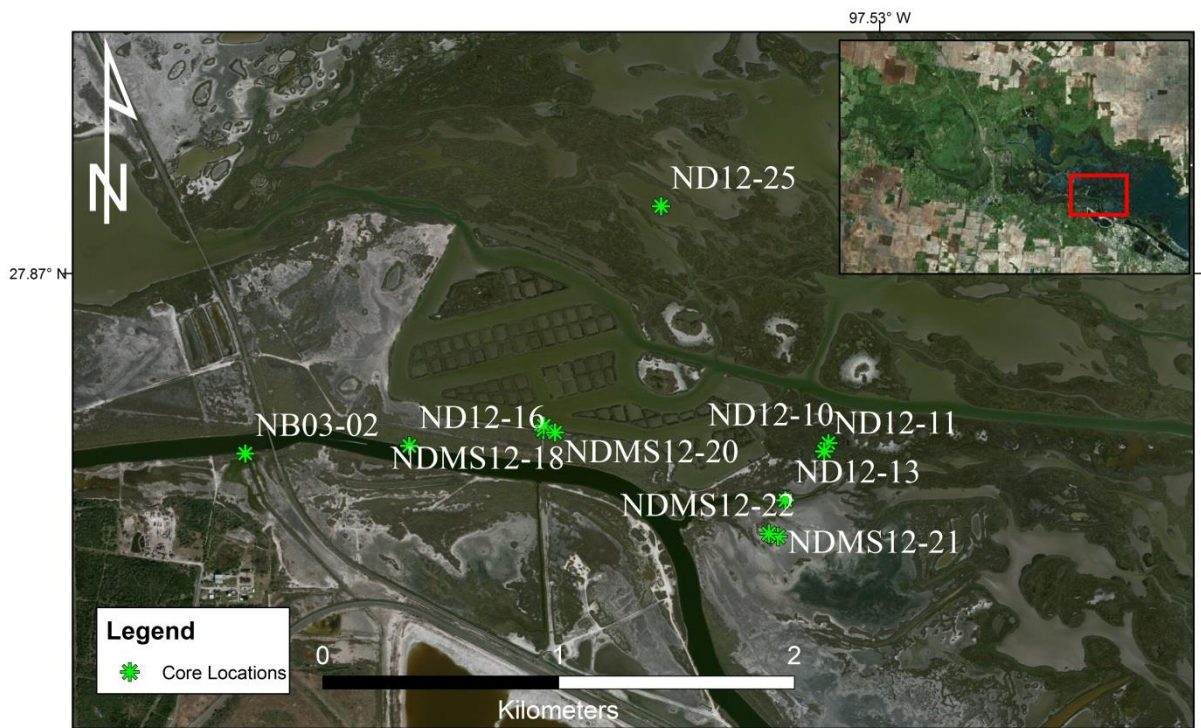 97.53° W
N
ND12-25
27.87° N
NB03-02
ND12-16
ND12-10
ND12-11
NDMS12-18
NDMS12-20
ND12-13
NDMS12-22
NDMS12-21
Legend
Core Locations
0 1 2
Kilometers